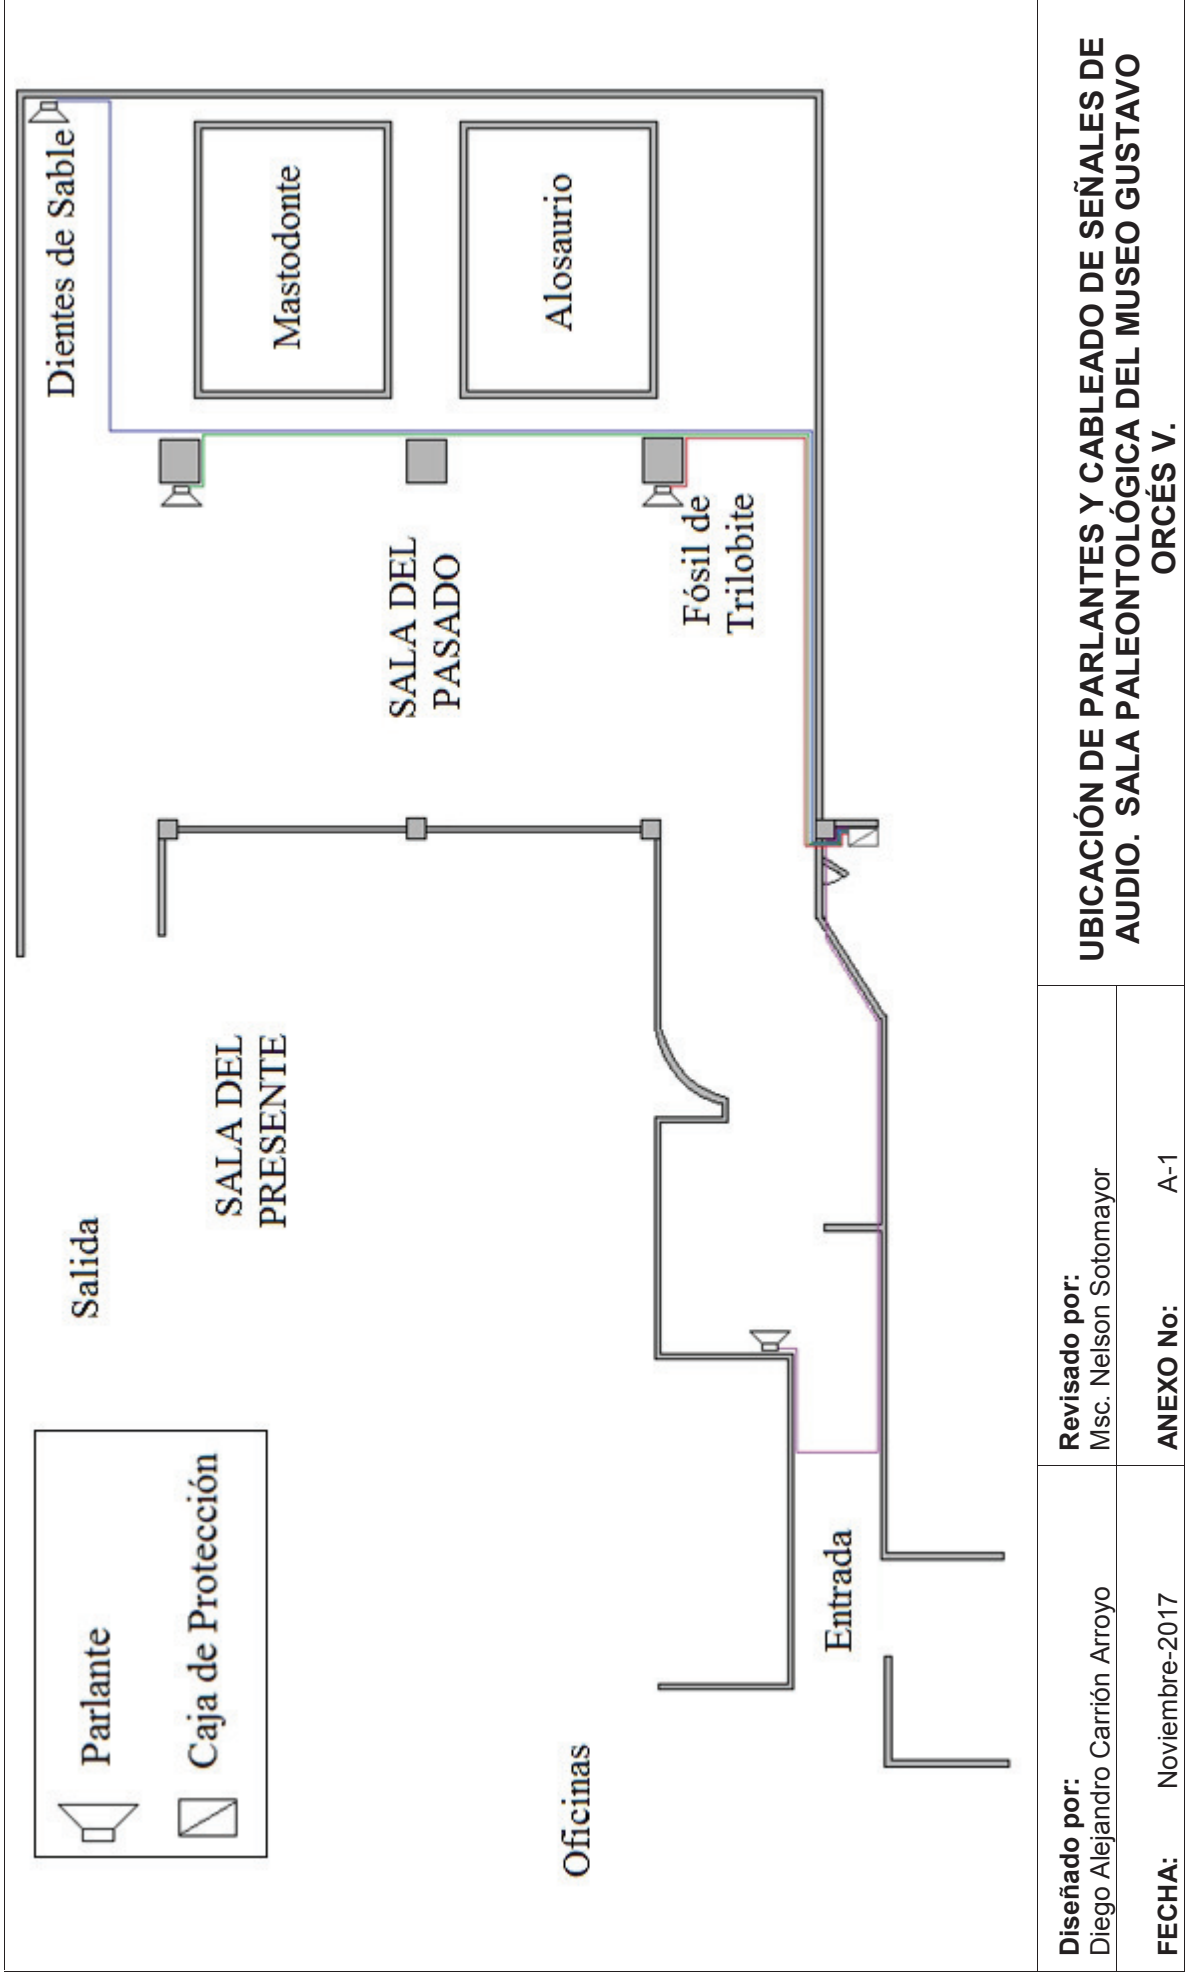 Parlante
Caja de Protección
Salida
Dientes de Sable
SALA DEL
PRESENTE
Mastodonte
SALA DEL
PASADO
Alosaurio
Oficinas
Fósil de
Trilobite
Entrada
Diseñado por:
Diego Alejandro Carrión Arroyo
Revisado por:
Msc. Nelson Sotomayor
FECHA: Noviembre-2017
ANEXO No: A-1
UBICACIÓN DE PARLANTES Y CABLEADO DE SEÑALES DE
AUDIO. SALA PALEONTOLÓGICA DEL MUSEO GUSTAVO
ORCÉS V.